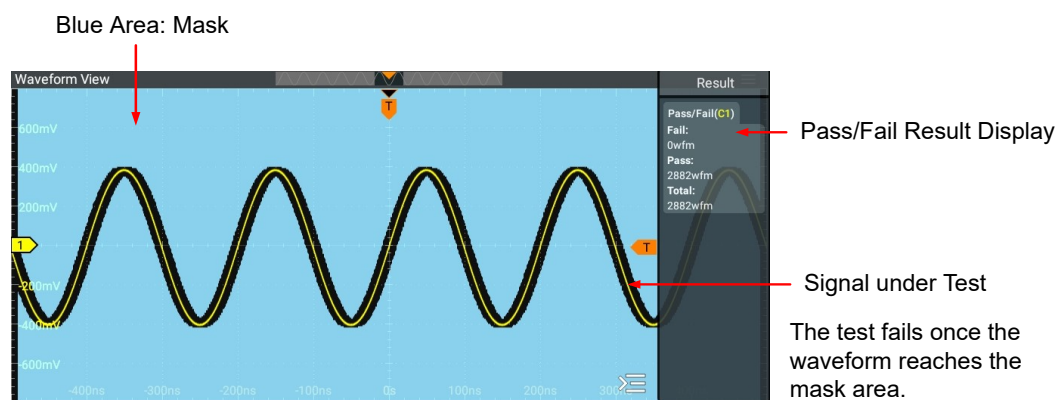 Blue Area: Mask
Waveform View
Result
T
Pass/Fail(C1)
Fail:
0wfm
Pass:
2882wfm
Total:
2882wfm
Pass/Fail Result Display
600mV
400mV
200mV
1
T
-200mV
-400mV
-600mV
Signal under Test
The test fails once the
waveform reaches the
mask area.
-400ns
-300ns
-200ns
-100ns
0s
100ns
200ns